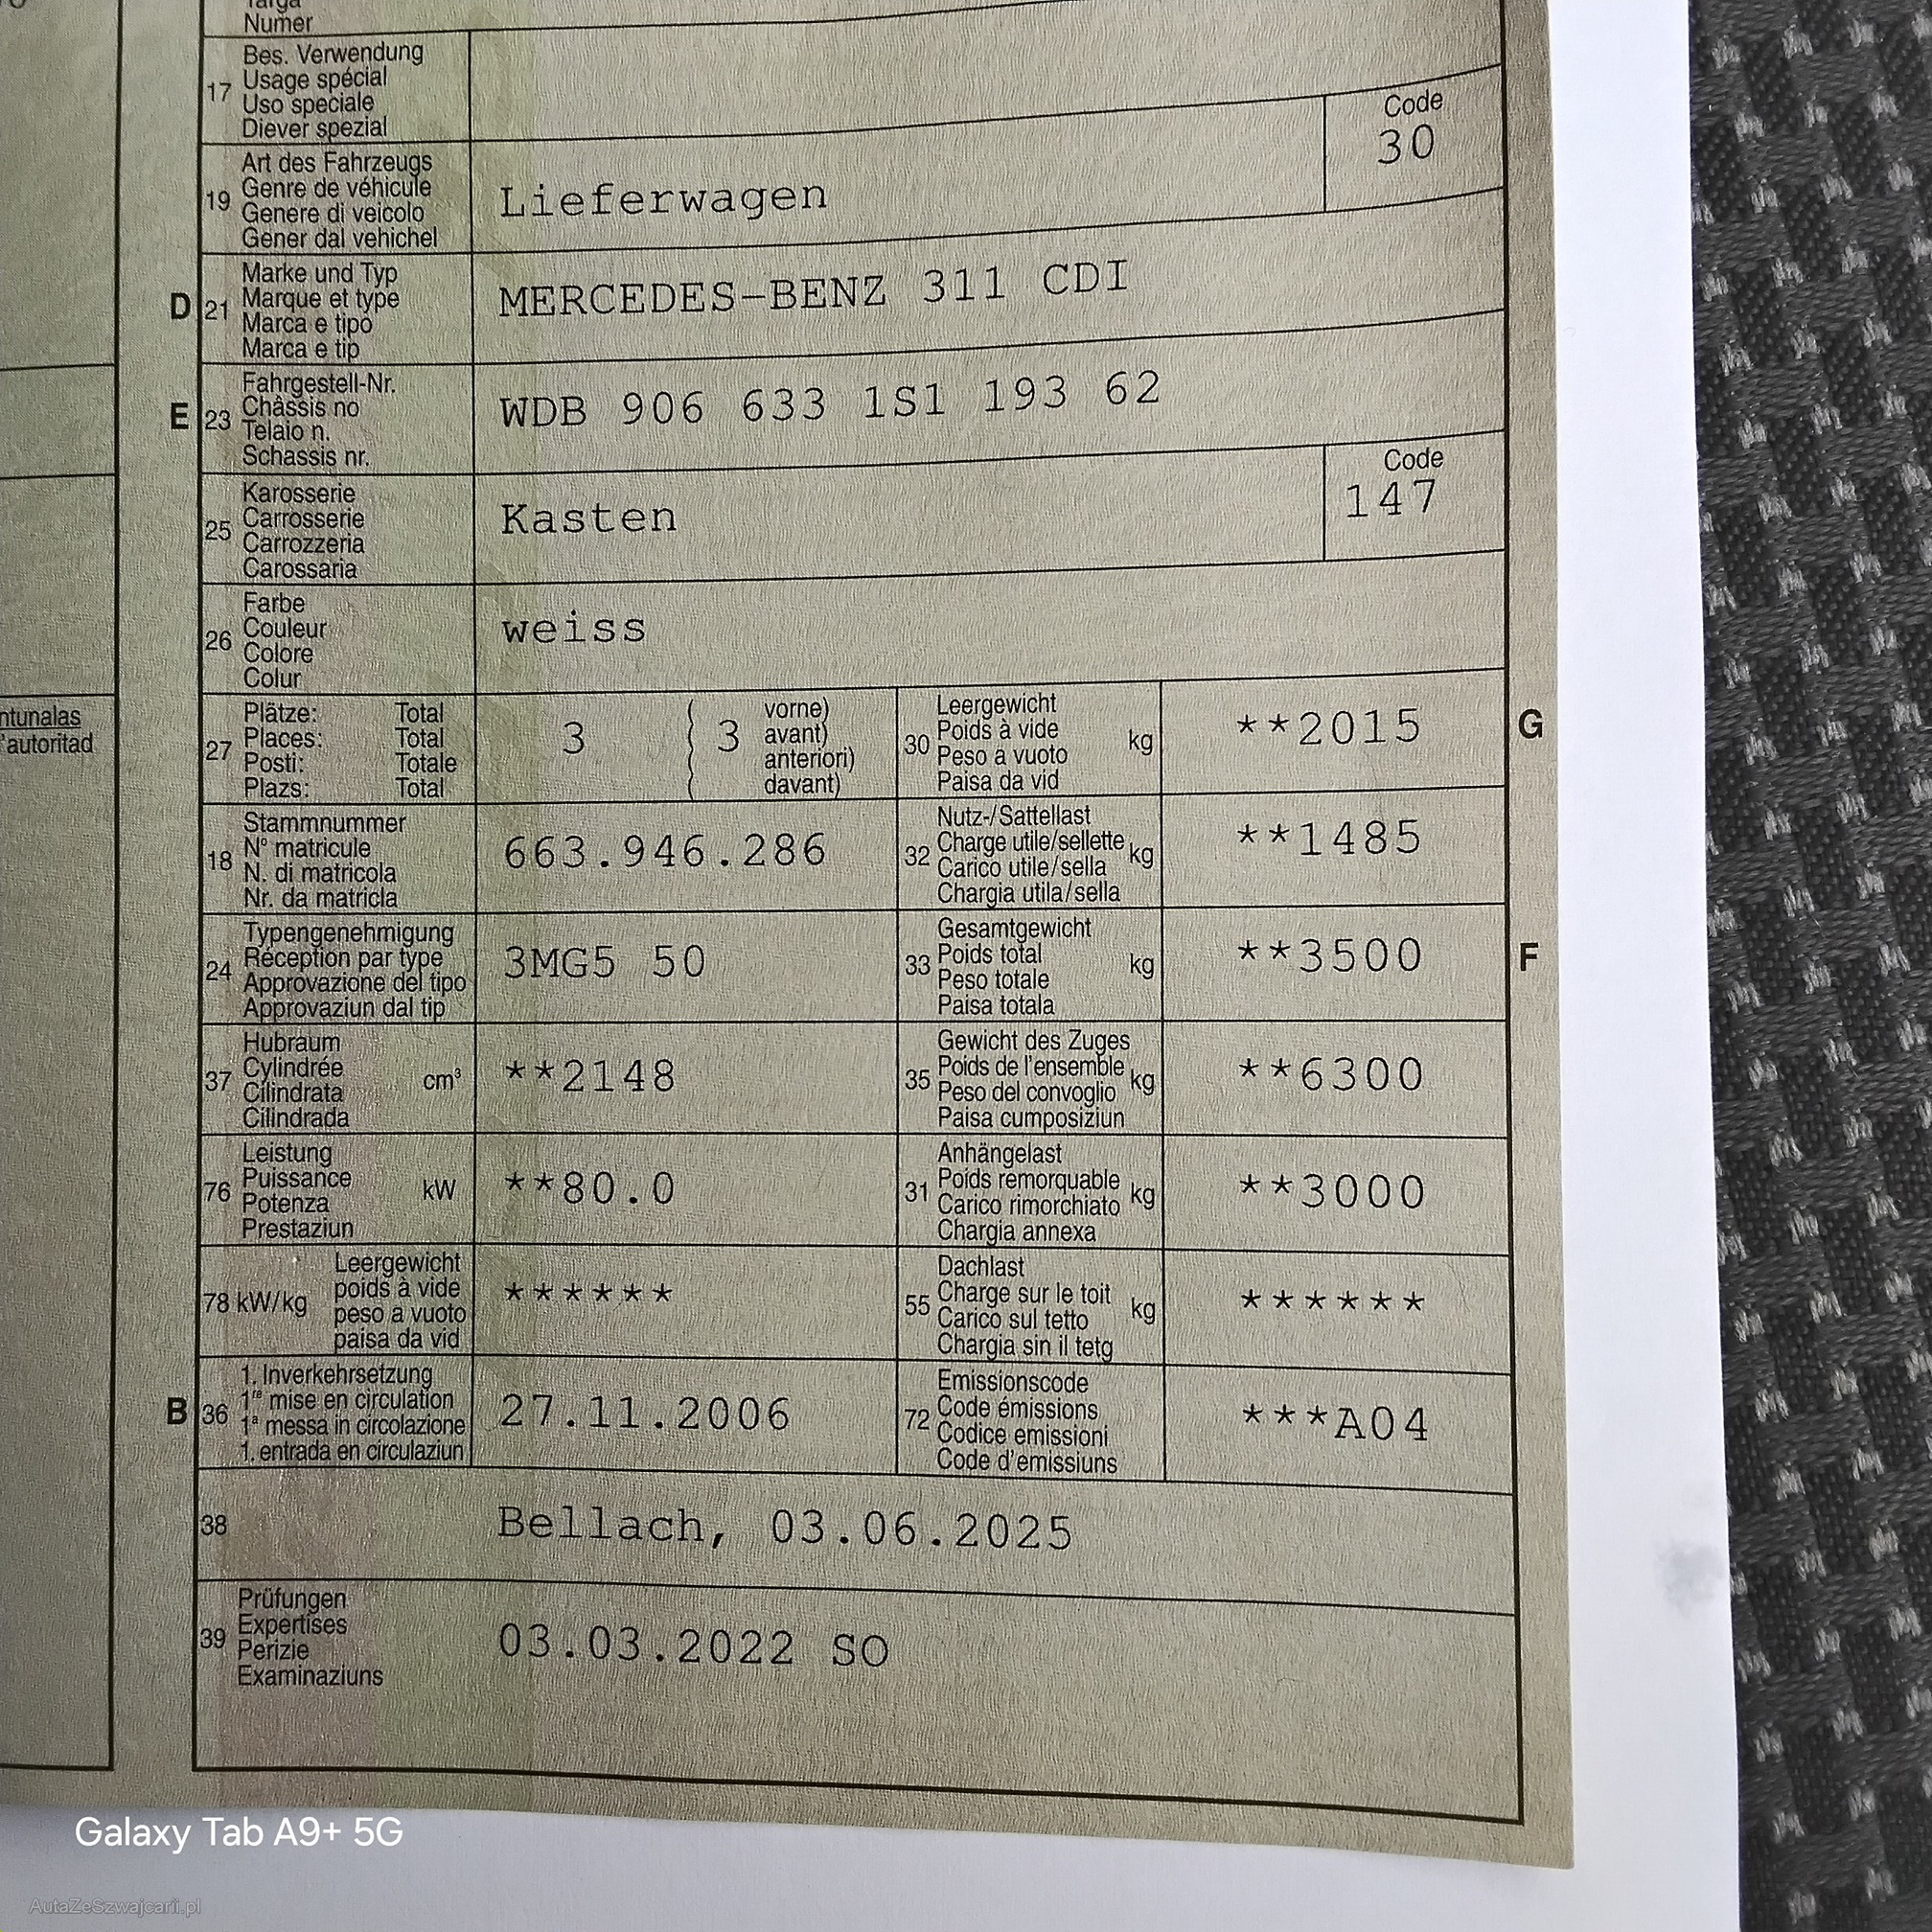 Targa
Numer
17 Bes. Verwendung
Usage spécial
Uso speciale
Diever spezial
19 Art des Fahrzeugs
Genre de véhicule
Genere di veicolo
Gener dal vehichel
Lieferwagen
Code
30
D 21 Marke und Typ
Marque et type
Marca e tipo
Marca e tip
MERCEDES-BENZ 311 CDI
E 23 Fahrgestell-Nr.
Châssis no
Telaio n.
Schassis nr.
WDB 906 633 1S1 193 62
25 Karosserie
Carrosserie
Carrozzeria
Carossaria
Kasten
Code
147
26 Farbe
Couleur
Colore
Colur
weiss
ntunalas
'autoritad
27 Plätze: Total
Places: Total
Posti: Totale
Plazs: Total
3 ( 3 vorne)
avant)
anteriori)
davant)
30 Leergewicht
Poids à vide
Peso a vuoto
Paisa da vid
kg
**2015
G
18 Stammnummer
N° matricule
N. di matricola
Nr. da matricla
663.946.286
32 Nutz-/Sattellast
Charge utile/sellette
Carico utile/sella
Chargia utila/sella
kg
**1485
24 Typengenehmigung
Réception par type
Approvazione del tipo
Approvaziun dal tip
3MG5 50
33 Gesamtgewicht
Poids total
Peso totale
Paisa totala
kg
**3500
F
37 Hubraum
Cylindrée
Cilindrata
Cilindrada
cm³
**2148
35 Gewicht des Zuges
Poids de l'ensemble
Peso del convoglio
Paisa cumposiziun
kg
**6300
76 Leistung
Puissance
Potenza
Prestaziun
kW
**80.0
31 Anhängelast
Poids remorquable
Carico rimorchiato
Chargia annexa
kg
**3000
78 kW/kg Leergewicht
poids à vide
peso a vuoto
paisa da vid
******
55 Dachlast
Charge sur le toit
Carico sul tetto
Chargia sin il tetg
kg
******
B 36 1. Inverkehrsetzung
1re mise en circulation
1a messa in circolazione
1. entrada en circulaziun
27.11.2006
72 Emissionscode
Code émissions
Codice emissioni
Code d'emissiuns
***A04
38 Bellach, 03.06.2025
39 Prüfungen
Expertises
Perizie
Examinaziuns
03.03.2022 SO
Galaxy Tab A9+ 5G
AutaZeSzwajcarii.pl